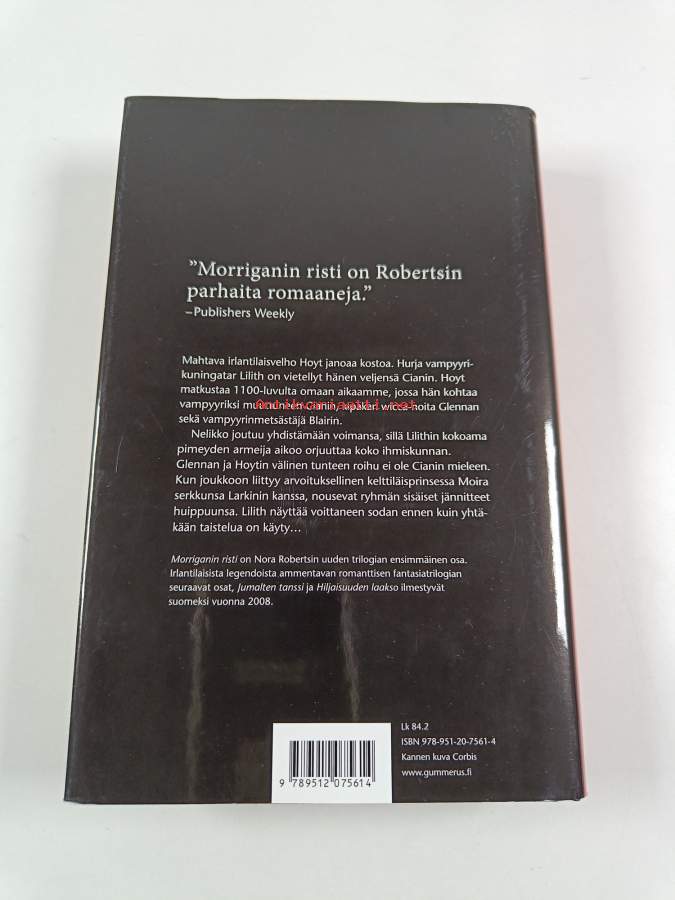 ”Morriganin risti on Robertsin
parhaita romaaneja.”
–Publishers Weekly
Mahtava irlantilaisvelho Hoyt janoaa kostoa. Hurja vampyyri-
kuningatar Lilith on vietellyt hänen veljensä Cianin. Hoyt
matkustaa 1100-luvulta omaan aikaamme, jossa hän kohtaa
vampyyriksi muuttuneen Cianin, wicca-noita Glennan
Antikvariaatti.net
sekä vampyyrinmetsästäjä Blairin.
Nelikko joutuu yhdistämään voimansa, sillä Lilithin kokoama
pimeyden armeija aikoo orjuuttaa koko ihmiskunnan.
Glennan ja Hoytin välinen tunteen roihu ei ole Cianin mieleen.
Kun joukkoon liittyy arvoituksellinen kelttiläisprinsessa Moira
serkkunsa Larkinin kanssa, nousevat ryhmän sisäiset jännitteet
huippuunsa. Lilith näyttää voittaneen sodan ennen kuin yhtä-
kään taistelua on käyty…
Morriganin risti on Nora Robertsin uuden trilogian ensimmäinen osa.
Irlantilaisista legendoista ammentavan romanttisen fantasiatrilogian
seuraavat osat, Jumalten tanssi ja Hiljaisuuden laakso ilmestyvät
suomeksi vuonna 2008.
Lk 84.2
ISBN 978-951-20-7561-4
Kannen kuva Corbis
www.gummerus.fi
9 789512 075614